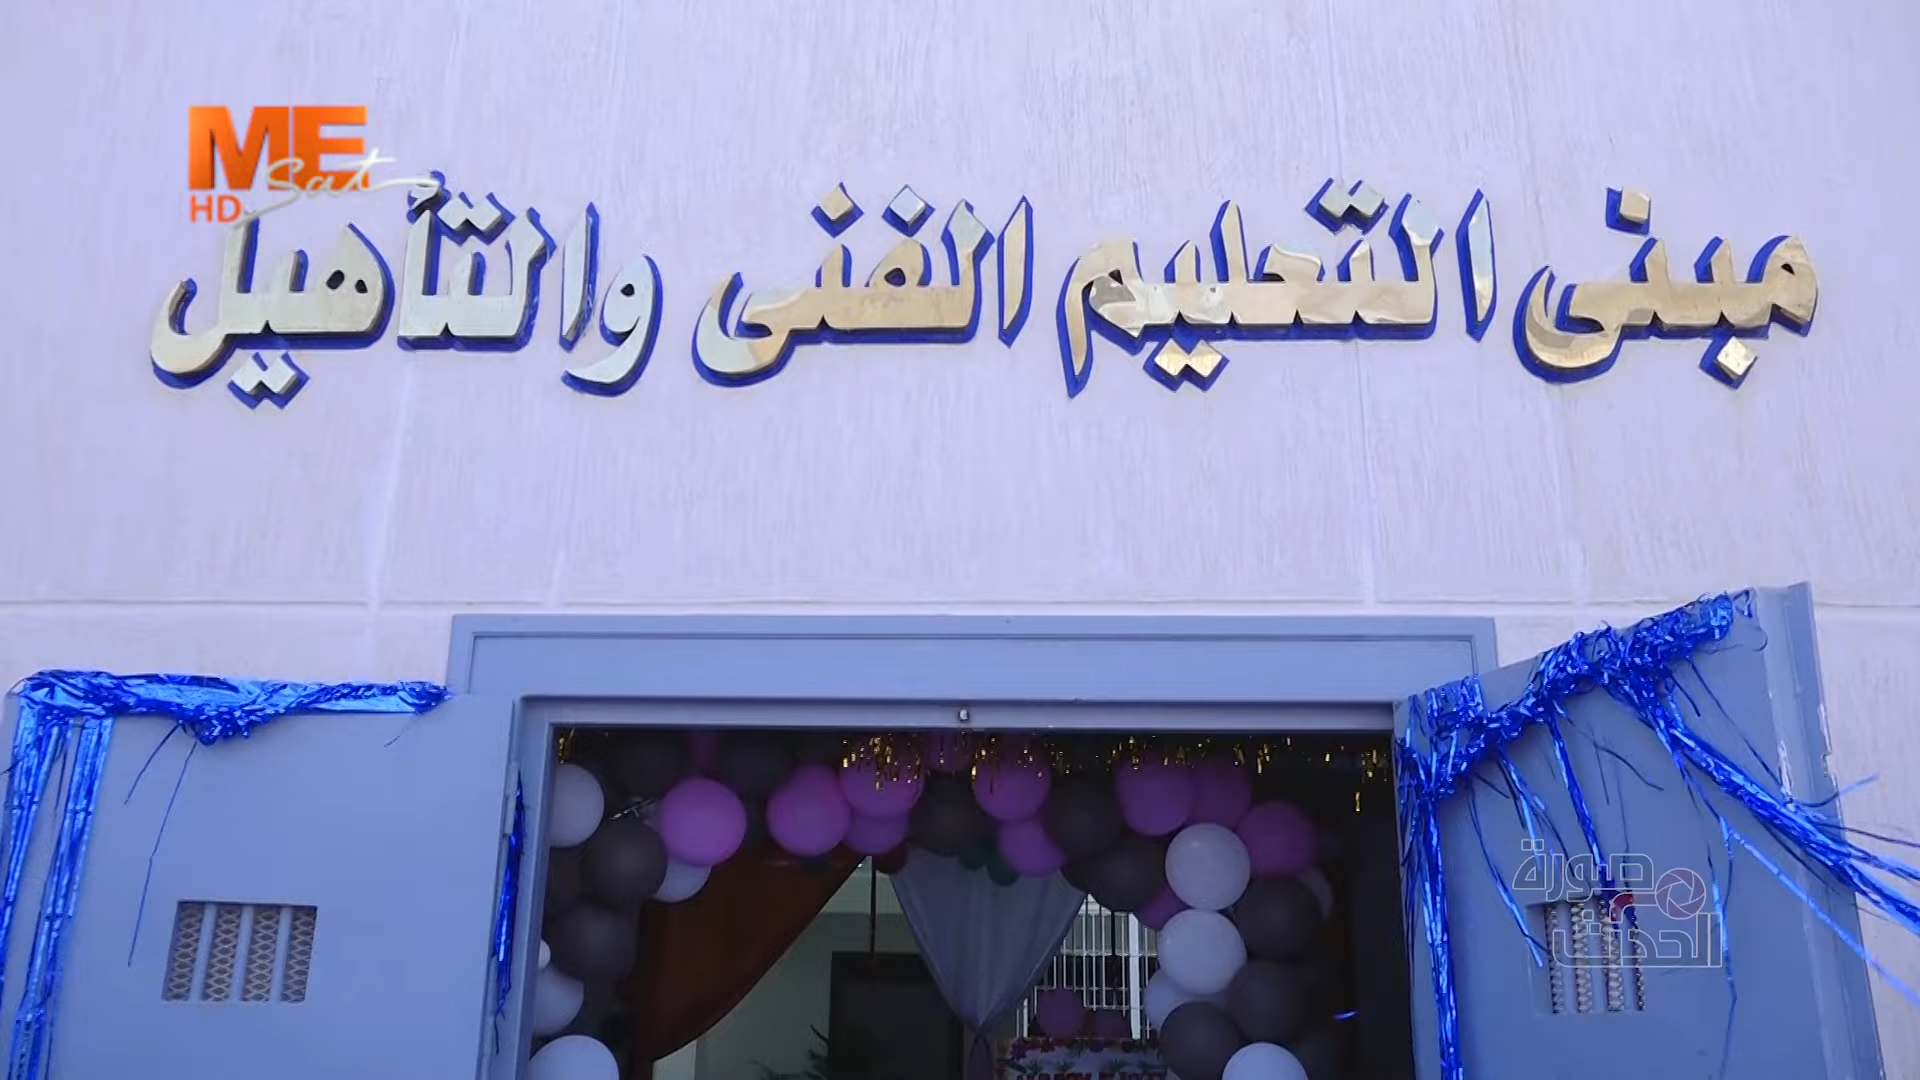 ME
Sat
HD
مبنى التعليم الفنى والتأهيل
صورة
الحدث